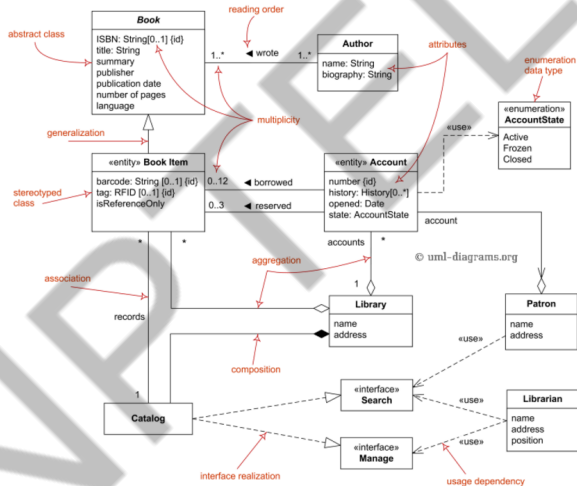 reading order
Book
abstract class
ISBN: String[0..1] {id}
title: String
summary
publisher
publication date
number of pages
language
1..*
◄ wrote
1..*
Author
name: String
biography: String
attributes
enumeration
data type
«enumeration»
AccountState
Active
Frozen
Closed
multiplicity
generalization
«use»
«entity» Book Item
barcode: String [0..1] {id}
tag: RFID [0..1] {id}
isReferenceOnly
0..12
◄ borrowed
0..3
◄ reserved
«entity» Account
number {id}
history: History[0..*]
opened: Date
state: AccountState
stereotyped
class
account
*
*
accounts
*
© uml-diagrams.org
aggregation
association
1
Library
name
address
Patron
name
address
records
composition
«use»
1
Catalog
«interface»
Search
«use»
Librarian
name
address
position
«interface»
Manage
«use»
interface realization
usage dependency